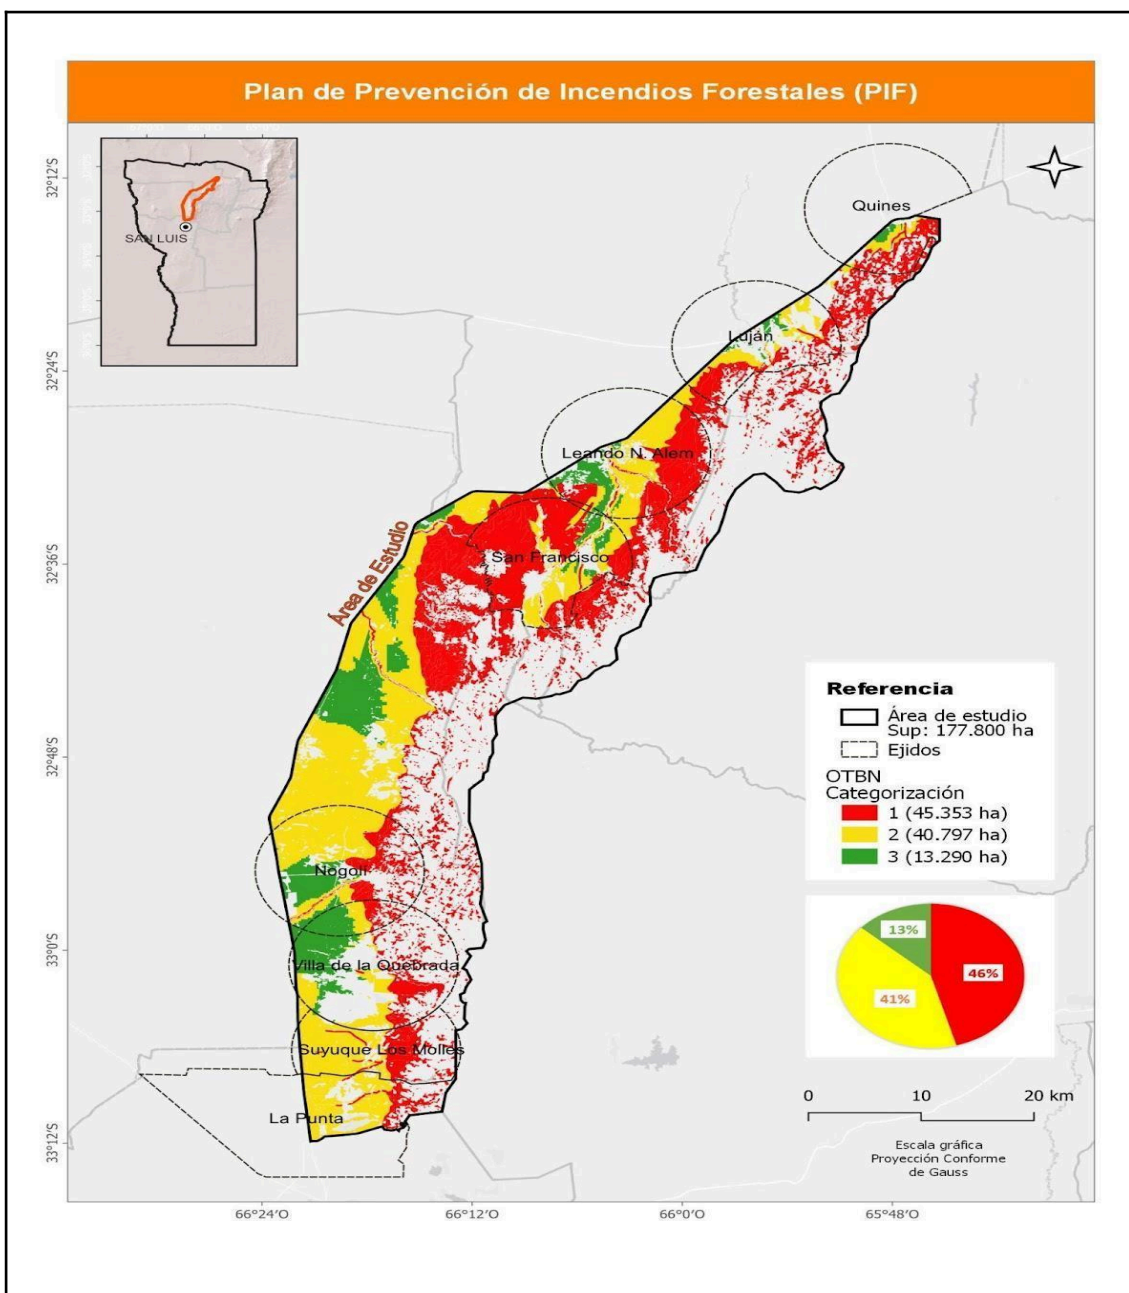 Plan de Prevención de Incendios Forestales (PIF)
SAN LUIS
32°12'S
32°24'S
32°36'S
32°48'S
33°0'S
33°12'S
Quines
Luján
Leando N. Alem
San Francisco
Área de Estudio
Nogolí
Villa de la Quebrada
Suyuque Los Molles
La Punta
Referencia
Área de estudio
Sup: 177.800 ha
Ejidos
OTBN
Categorización
1 (45.353 ha)
2 (40.797 ha)
3 (13.290 ha)
13%
46%
41%
0 10 20 km
Escala gráfica
Proyección Conforme
de Gauss
66°24'O 66°12'O 66°0'O 65°48'O